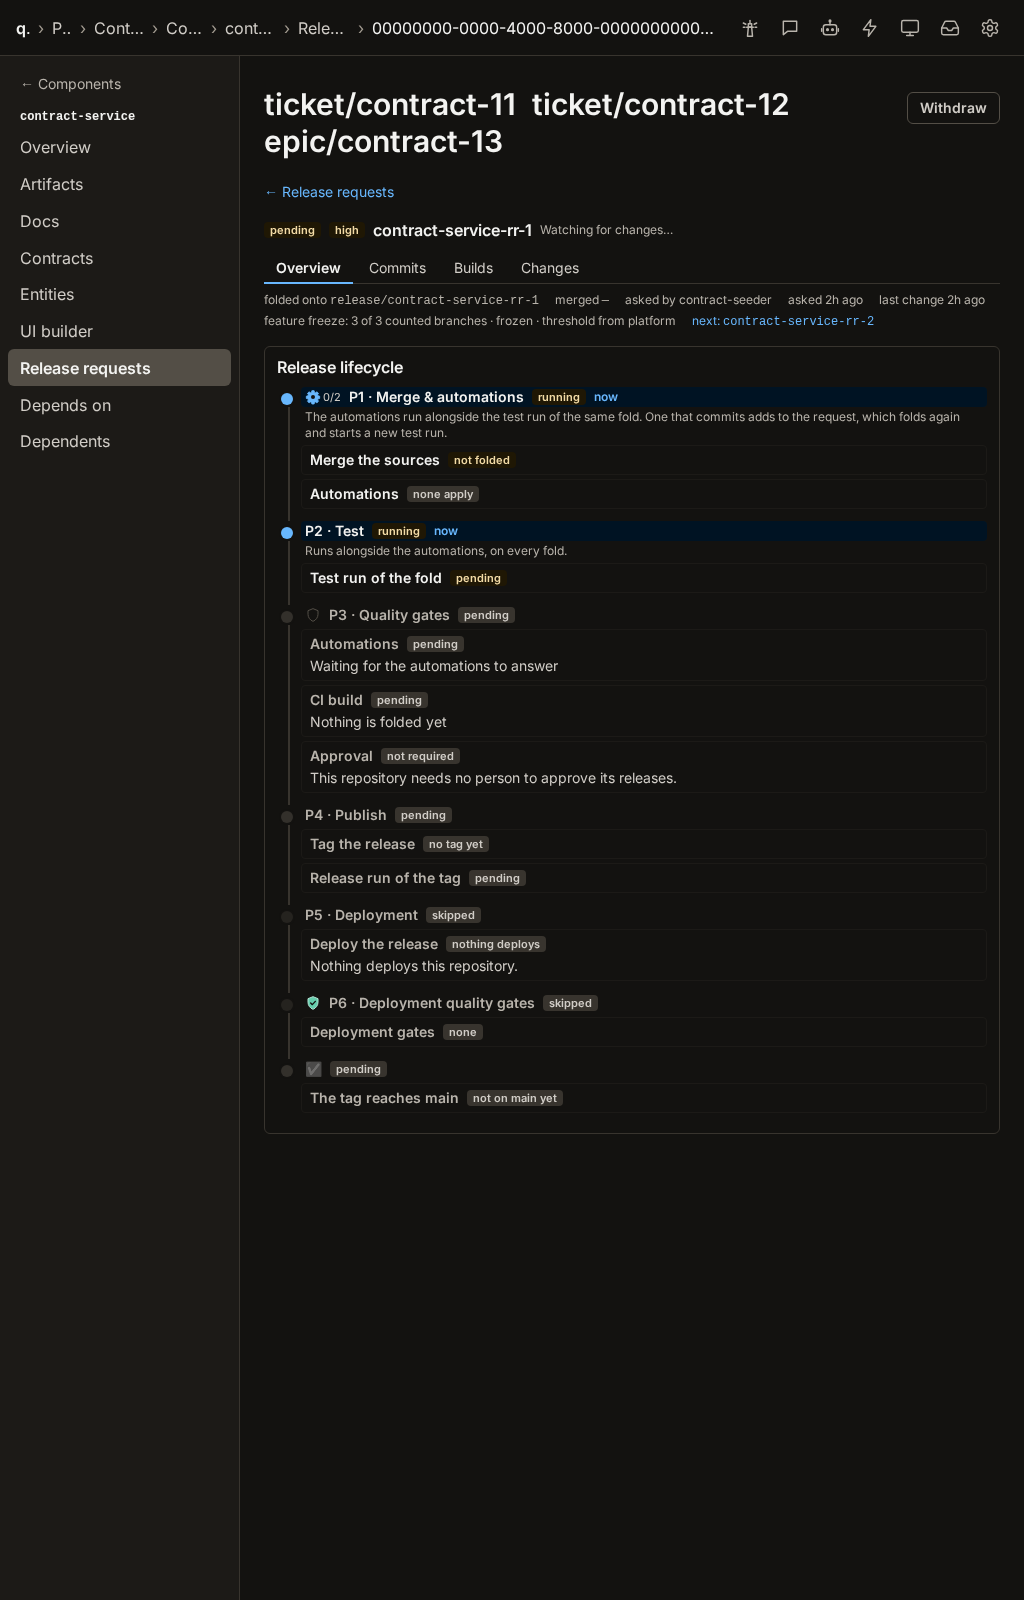 q. › P.. › Cont... › Co... › cont... › Rele... › 00000000-0000-4000-8000-0000000000...
← Components
contract-service
Overview
Artifacts
Docs
Contracts
Entities
UI builder
Release requests
Depends on
Dependents
ticket/contract-11 ticket/contract-12
epic/contract-13
Withdraw
← Release requests
pending high contract-service-rr-1 Watching for changes...
Overview Commits Builds Changes
folded onto release/contract-service-rr-1 merged — asked by contract-seeder asked 2h ago last change 2h ago
feature freeze: 3 of 3 counted branches · frozen · threshold from platform next: contract-service-rr-2
Release lifecycle
0/2 P1 · Merge & automations running now
The automations run alongside the test run of the same fold. One that commits adds to the request, which folds again
and starts a new test run.
Merge the sources not folded
Automations none apply
P2 · Test running now
Runs alongside the automations, on every fold.
Test run of the fold pending
P3 · Quality gates pending
Automations pending
Waiting for the automations to answer
CI build pending
Nothing is folded yet
Approval not required
This repository needs no person to approve its releases.
P4 · Publish pending
Tag the release no tag yet
Release run of the tag pending
P5 · Deployment skipped
Deploy the release nothing deploys
Nothing deploys this repository.
P6 · Deployment quality gates skipped
Deployment gates none
pending
The tag reaches main not on main yet